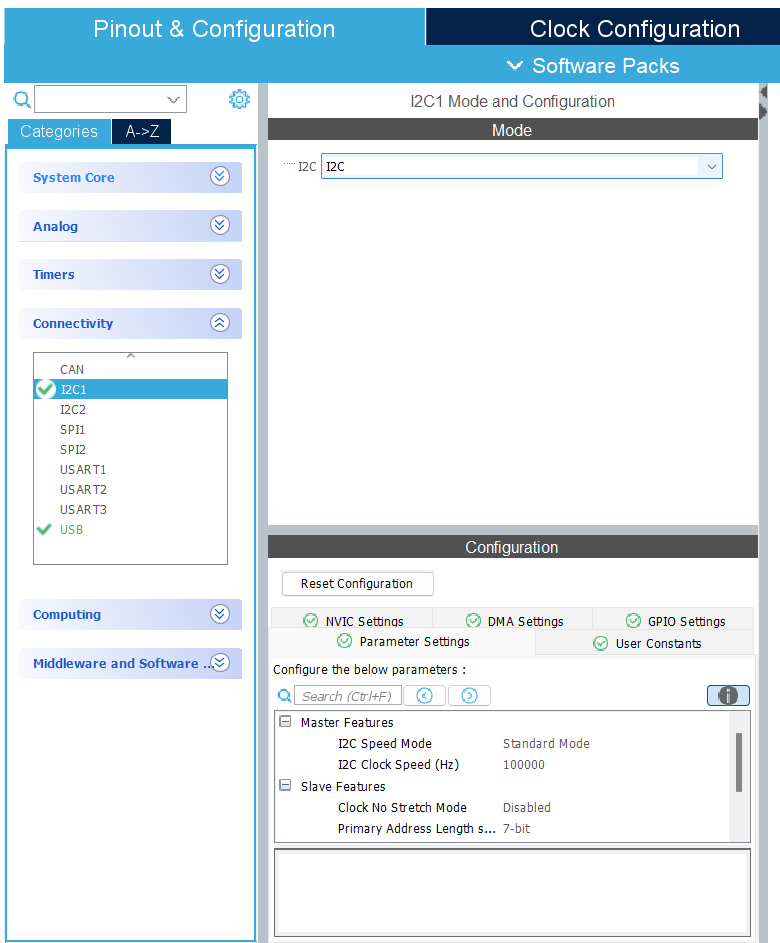 Pinout & Configuration
Clock Configuration
Software Packs
Categories
A->Z
System Core
Analog
Timers
Connectivity
CAN
I2C1
I2C2
SPI1
SPI2
USART1
USART2
USART3
USB
Computing
Middleware and Software ...
I2C1 Mode and Configuration
Mode
I2C I2C
Configuration
Reset Configuration
NVIC Settings
DMA Settings
GPIO Settings
Parameter Settings
User Constants
Configure the below parameters :
Search (Ctrl+F)
Master Features
I2C Speed Mode Standard Mode
I2C Clock Speed (Hz) 100000
Slave Features
Clock No Stretch Mode Disabled
Primary Address Length s... 7-bit